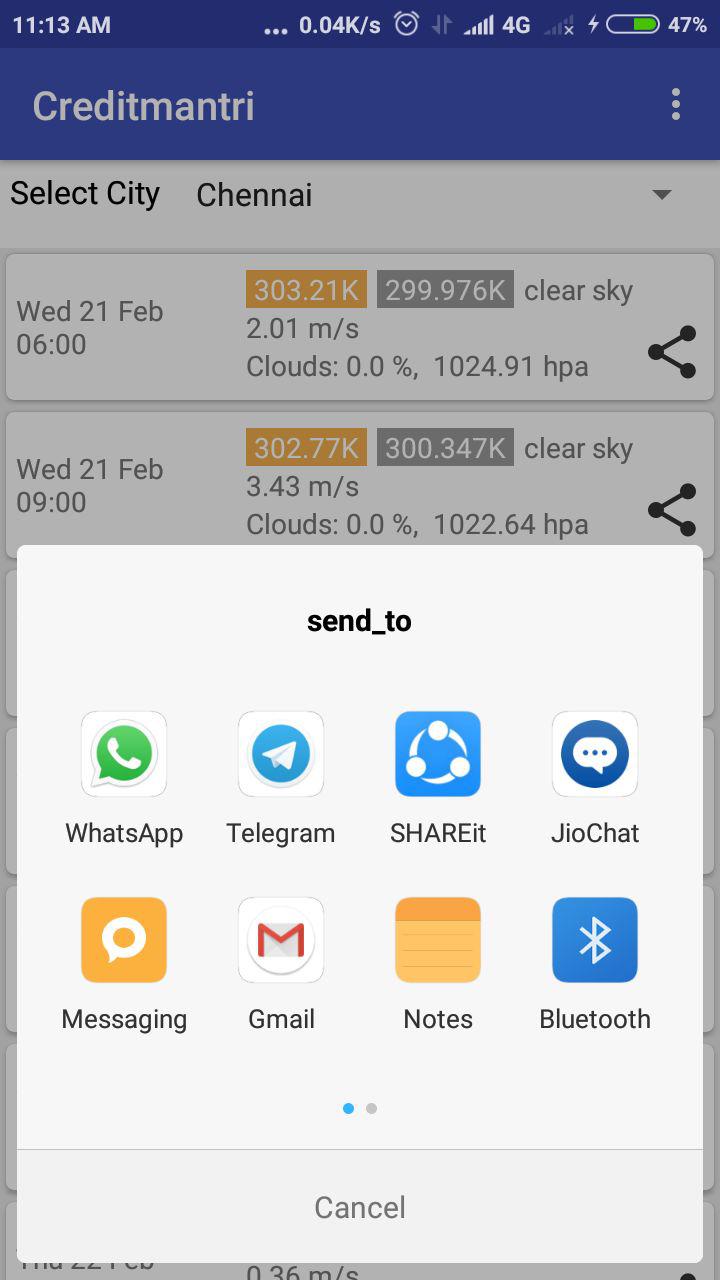 11:13 AM ... 0.04K/s 4G 47%
Creditmantri
Select City Chennai
303.21K 299.976K clear sky
Wed 21 Feb
06:00
2.01 m/s
Clouds: 0.0 %, 1024.91 hpa
302.77K 300.347K clear sky
Wed 21 Feb
09:00
3.43 m/s
Clouds: 0.0 %, 1022.64 hpa
send_to
WhatsApp Telegram SHAREit JioChat
Messaging Gmail Notes Bluetooth
Cancel
Thu 22 Feb
0.36 m/s